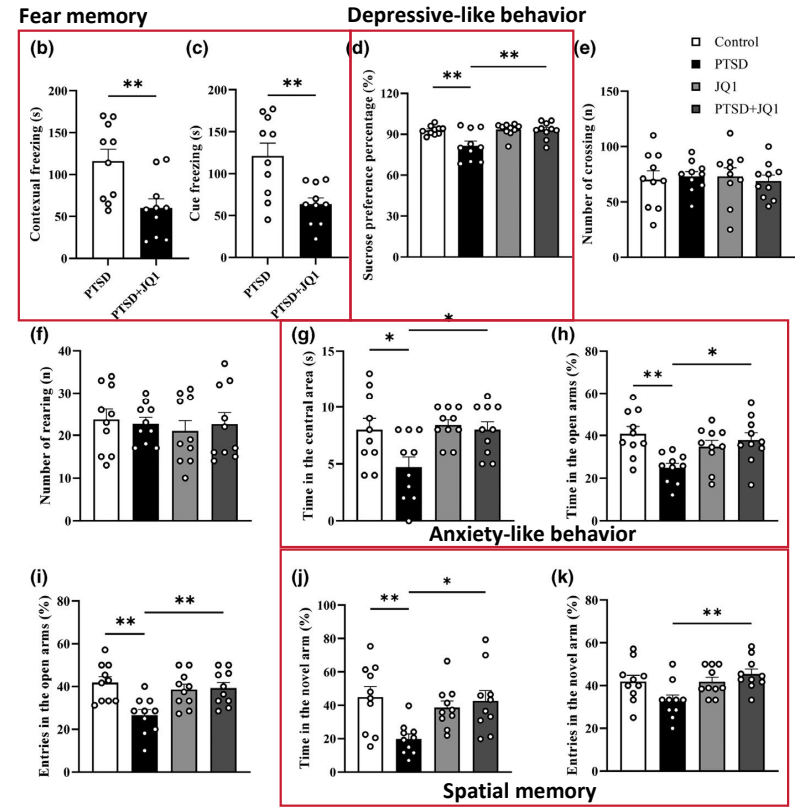 Fear memory
Depressive-like behavior
(b)
(c)
(d)
(e)
Control
PTSD
JQ1
PTSD+JQ1
**
**
**
**
Contexual freezing (s)
200
150
100
50
0
PTSD
PTSD+JQ1
Cue freezing (s)
200
150
100
50
0
PTSD
PTSD+JQ1
Sucrose preference percentage (%)
120
90
60
30
0
Number of crossing (n)
150
100
50
0
(f)
(g)
(h)
Number of rearing (n)
40
30
20
10
0
*
*
Time in the central area (s)
15
10
5
0
**
*
Time in the open arms (%)
80
60
40
20
0
Anxiety-like behavior
(i)
(j)
(k)
**
**
Entries in the open arms (%)
80
60
40
20
0
**
*
Time in the novel arm (%)
100
80
60
40
20
0
**
Entries in the novel arm (%)
80
60
40
20
0
Spatial memory